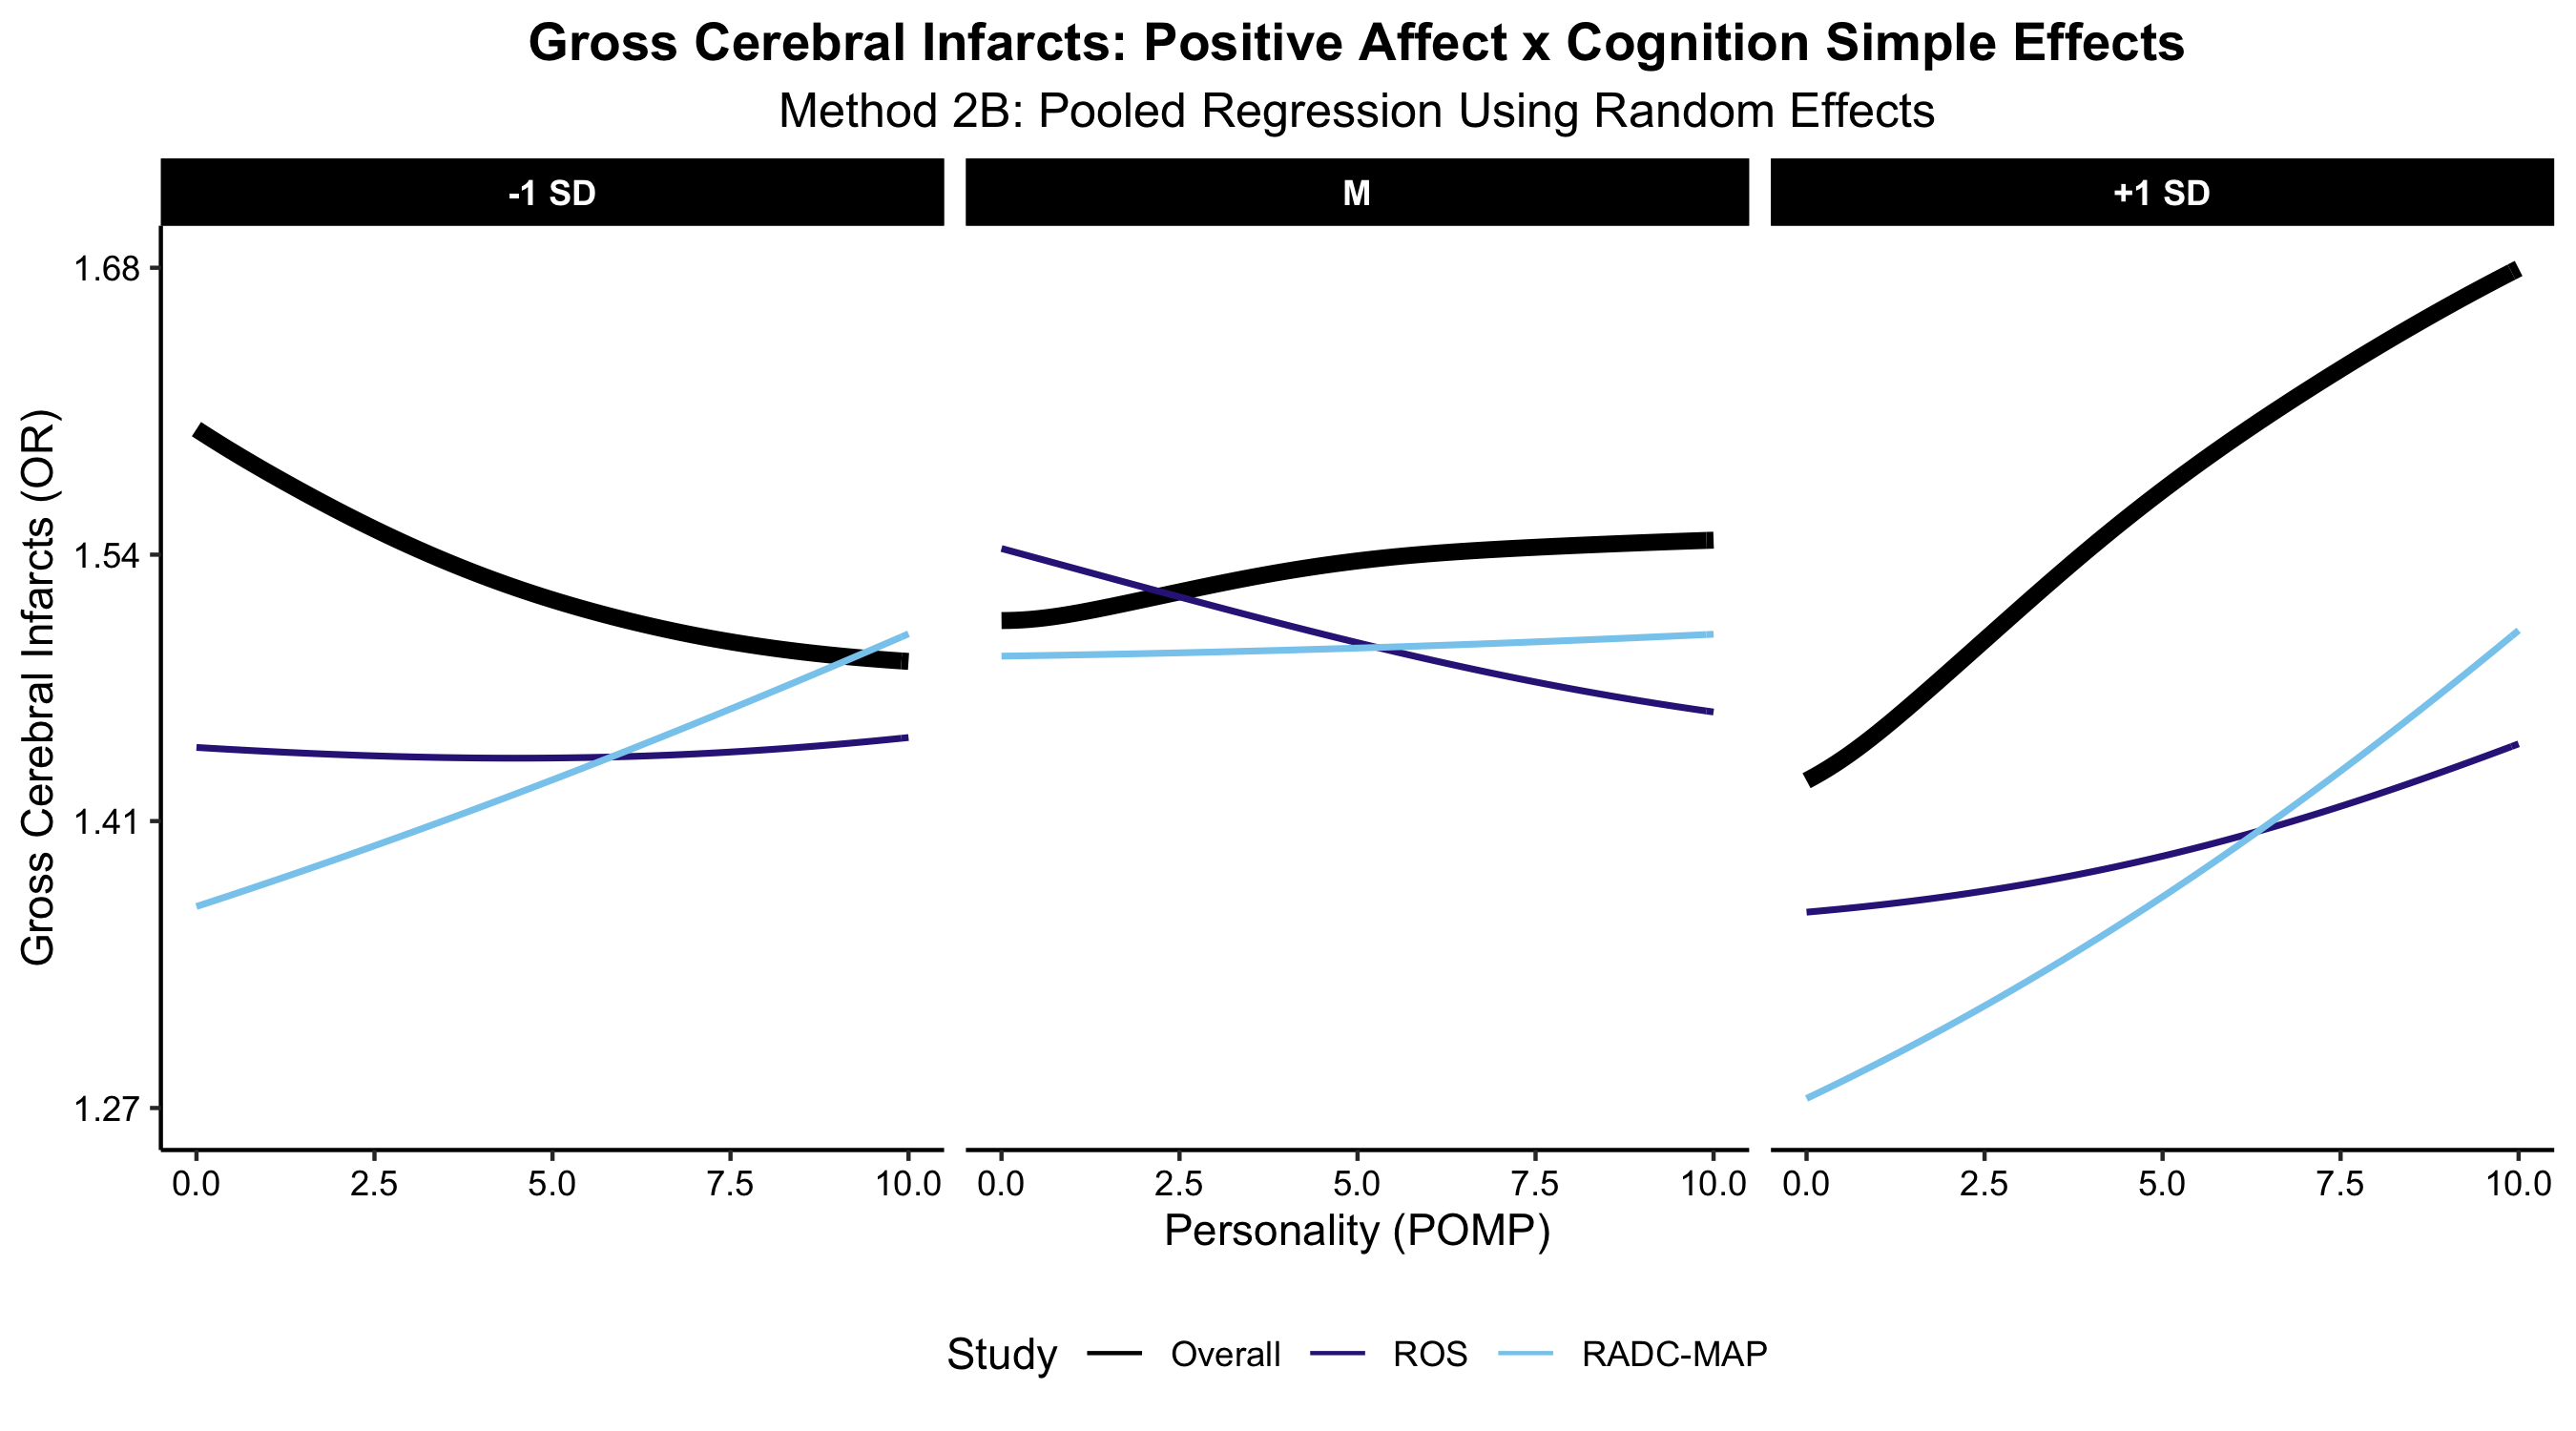 Gross Cerebral Infarcts: Positive Affect x Cognition Simple Effects
Method 2B: Pooled Regression Using Random Effects
-1 SD
M
+1 SD
Gross Cerebral Infarcts (OR)
1.68
1.54
1.41
1.27
0.0 2.5 5.0 7.5 10.0
0.0 2.5 5.0 7.5 10.0
0.0 2.5 5.0 7.5 10.0
Personality (POMP)
Study Overall ROS RADC-MAP